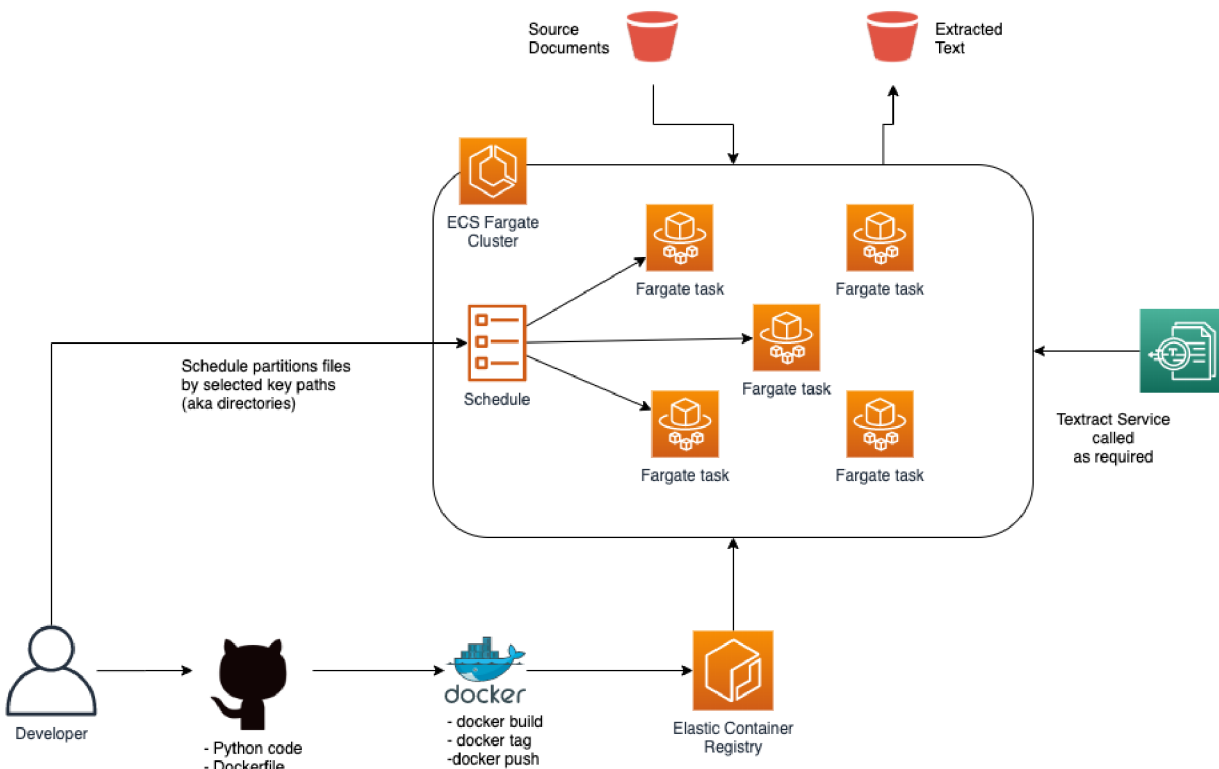 Source
Documents
Extracted
Text
ECS Fargate
Cluster
Fargate task
Fargate task
Schedule partitions files
by selected key paths
(aka directories)
Schedule
Fargate task
Textract Service
called
as required
Fargate task
Fargate task
Developer
- Python code
- Dockerfile
docker
- docker build
- docker tag
-docker push
Elastic Container
Registry